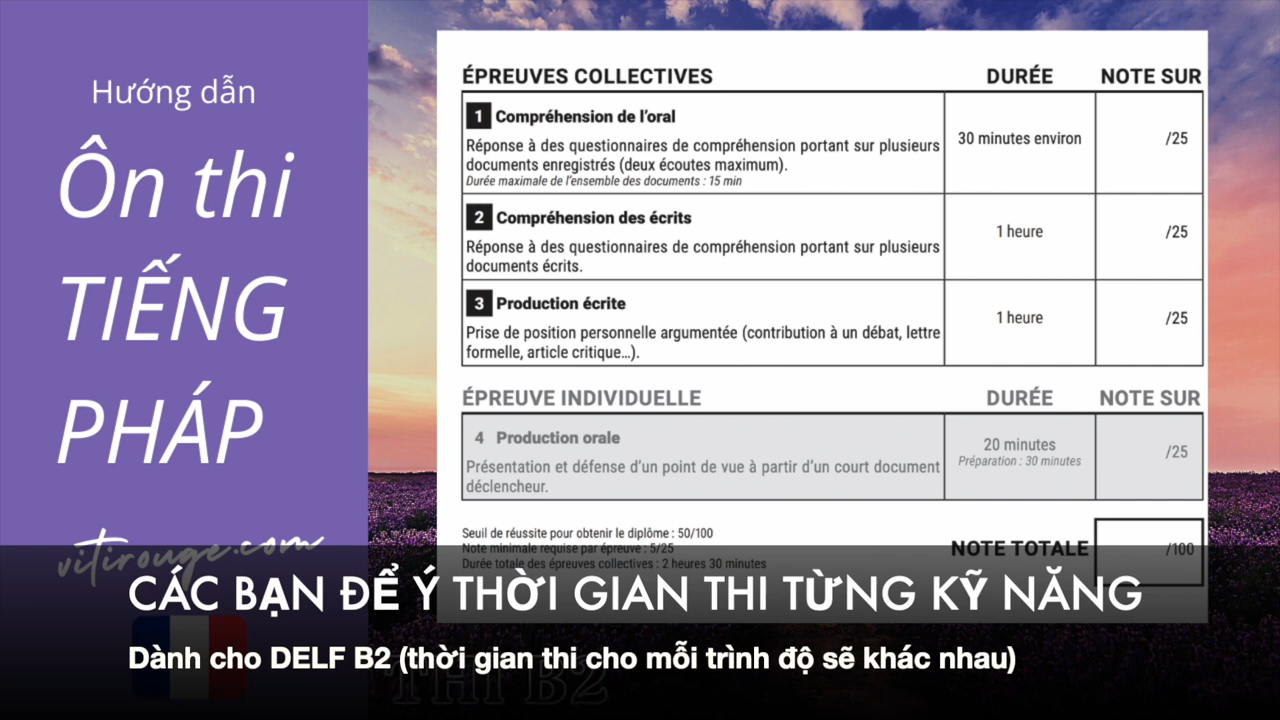 Hướng dẫn
Ôn thi
TIẾNG
PHÁP
vitirouge.com
ÉPREUVES COLLECTIVES DURÉE NOTE SUR
1 Compréhension de l'oral
Réponse à des questionnaires de compréhension portant sur plusieurs
documents enregistrés (deux écoutes maximum).
Durée maximale de l'ensemble des documents : 15 min
30 minutes environ
/25
2 Compréhension des écrits
Réponse à des questionnaires de compréhension portant sur plusieurs
documents écrits.
1 heure
/25
3 Production écrite
Prise de position personnelle argumentée (contribution à un débat, lettre
formelle, article critique...).
1 heure
/25
ÉPREUVE INDIVIDUELLE DURÉE NOTE SUR
4 Production orale
Présentation et défense d'un point de vue à partir d'un court document
déclencheur.
20 minutes
Préparation : 30 minutes
/25
Seuil de réussite pour obtenir le diplôme : 50/100
Note minimale requise par épreuve : 5/25
Durée totale des épreuves collectives : 2 heures 30 minutes
NOTE TOTALE /100
CÁC BẠN ĐỂ Ý THỜI GIAN THI TỪNG KỸ NĂNG
Dành cho DELF B2 (thời gian thi cho mỗi trình độ sẽ khác nhau)
THI B2